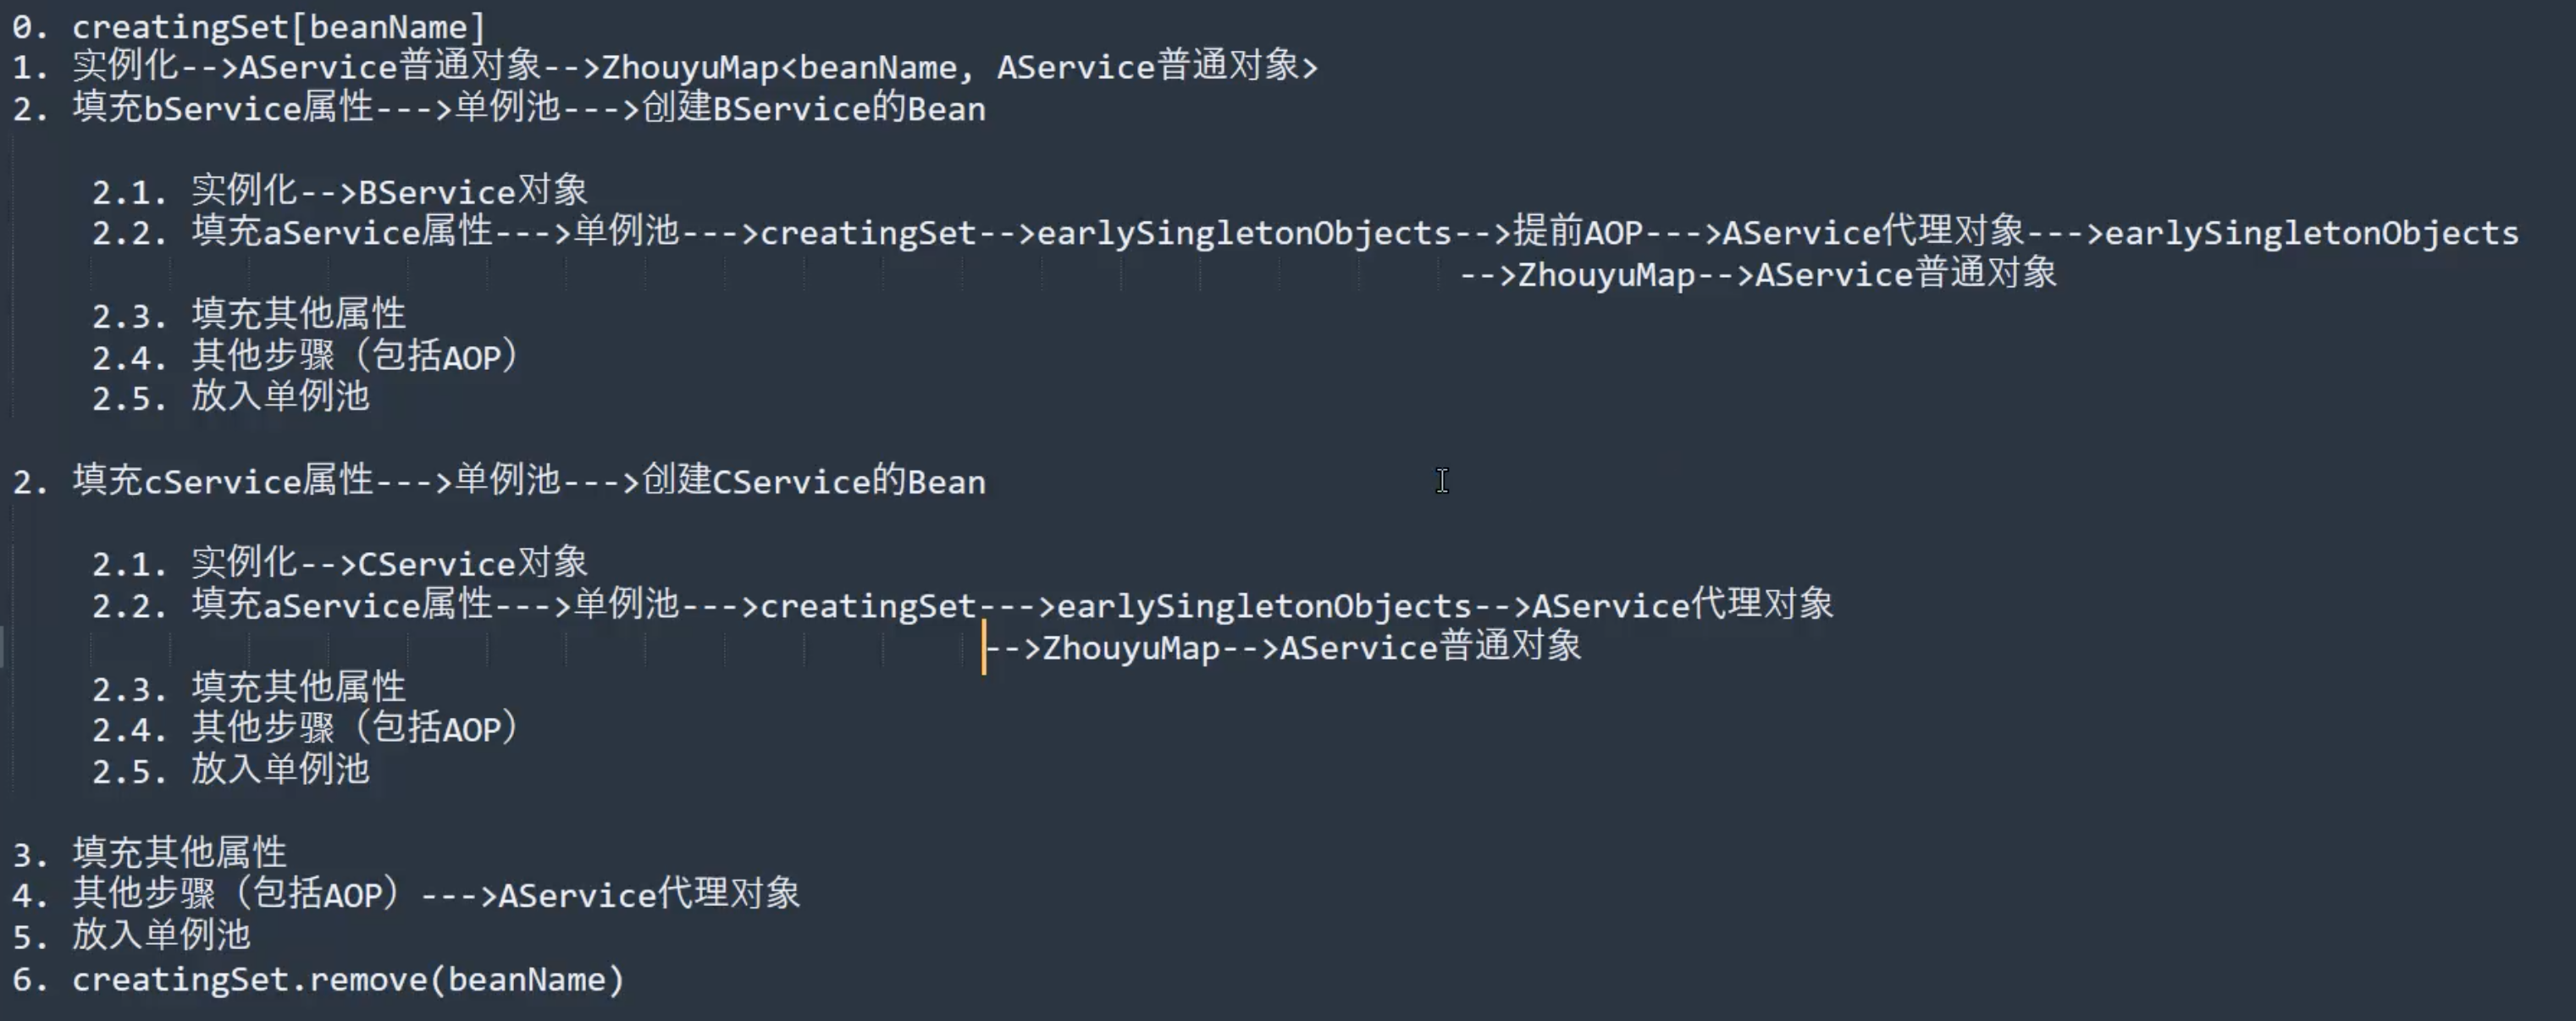 0. creatingSet[beanName]
1. 实例化-->AService普通对象-->ZhouyuMap<beanName, AService普通对象>
2. 填充bService属性--->单例池--->创建BService的Bean
2.1. 实例化-->BService对象
2.2. 填充aService属性--->单例池--->creatingSet-->earlySingletonObjects-->提前AOP--->AService代理对象--->earlySingletonObjects
-->ZhouyuMap-->AService普通对象
2.3. 填充其他属性
2.4. 其他步骤（包括AOP）
2.5. 放入单例池
2. 填充cService属性--->单例池--->创建CService的Bean
2.1. 实例化-->CService对象
2.2. 填充aService属性--->单例池--->creatingSet--->earlySingletonObjects-->AService代理对象
-->ZhouyuMap-->AService普通对象
2.3. 填充其他属性
2.4. 其他步骤（包括AOP）
2.5. 放入单例池
3. 填充其他属性
4. 其他步骤（包括AOP）--->AService代理对象
5. 放入单例池
6. creatingSet.remove(beanName)